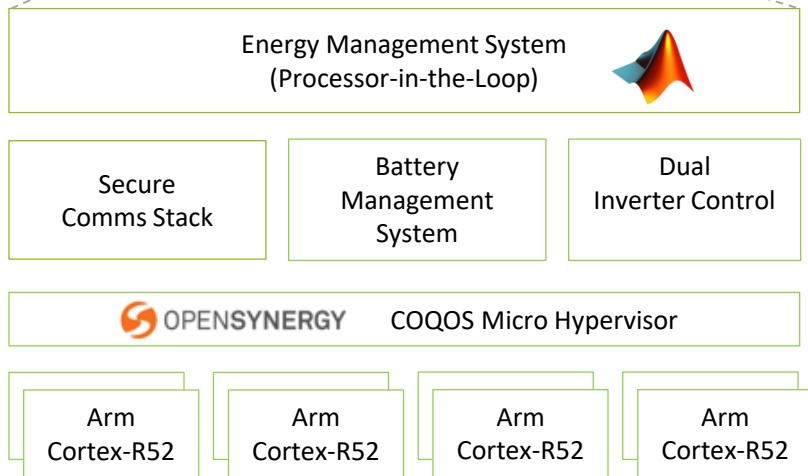 Energy Management System
(Processor-in-the-Loop)
Secure
Comms Stack
Battery
Management
System
Dual
Inverter Control
OPENSYNERGY COQOS Micro Hypervisor
Arm
Cortex-R52
Arm
Cortex-R52
Arm
Cortex-R52
Arm
Cortex-R52